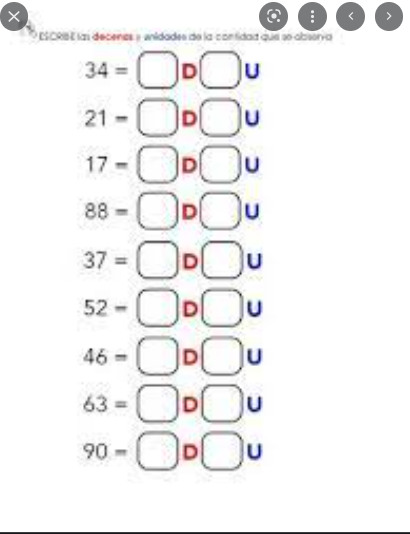 ESCRIBE las decenas y unidades de la cantidad que se observa
34 = D U
21 = D U
17 = D U
88 = D U
37 = D U
52 = D U
46 = D U
63 = D U
90 = D U